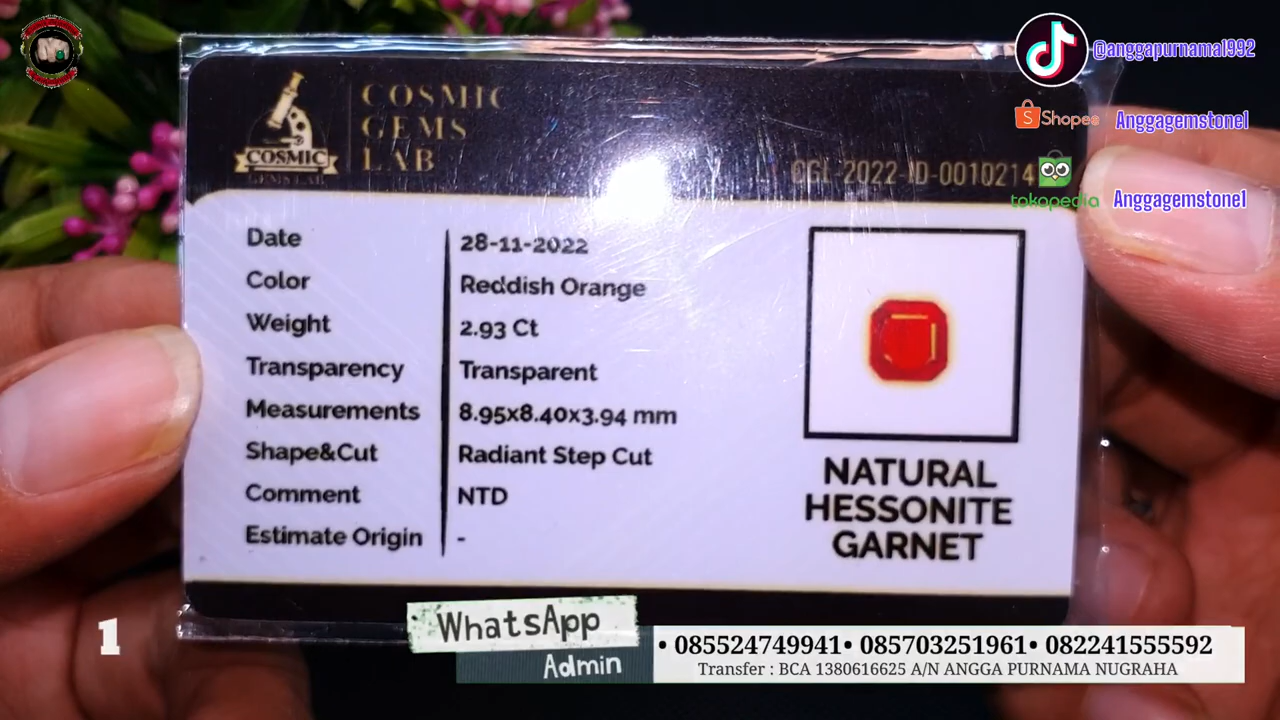 @anggapurnama1992
COSMIC
GEMS
LAB
COSMIC
GEMS LAB
Shopee
Anggagemstone1
CGL-2022-ID-0010214
tokopedia
Anggagemstone1
Date 28-11-2022
Color Reddish Orange
Weight 2.93 Ct
Transparency Transparent
Measurements 8.95x8.40x3.94 mm
Shape&Cut Radiant Step Cut
Comment NTD
Estimate Origin -
NATURAL
HESSONITE
GARNET
1
WhatsApp
Admin
• 085524749941• 085703251961• 082241555592
Transfer : BCA 1380616625 A/N ANGGA PURNAMA NUGRAHA